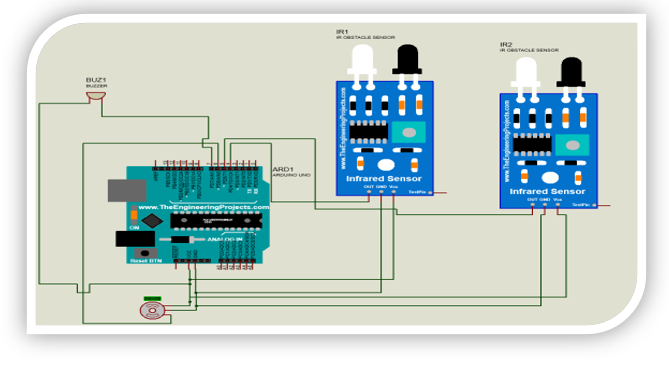 IR1
IR OBSTACLE SENSOR
IR2
IR OBSTACLE SENSOR
BUZ1
BUZZER
www.TheEngineeringProjects.com
Infrared Sensor
OUT GND Vcc
TestPin
www.TheEngineeringProjects.com
Infrared Sensor
OUT GND Vcc
TestPin
ARD1
ARDUINO UNO
www.TheEngineeringProjects.com
ON
ANALOG IN
Reset BTN